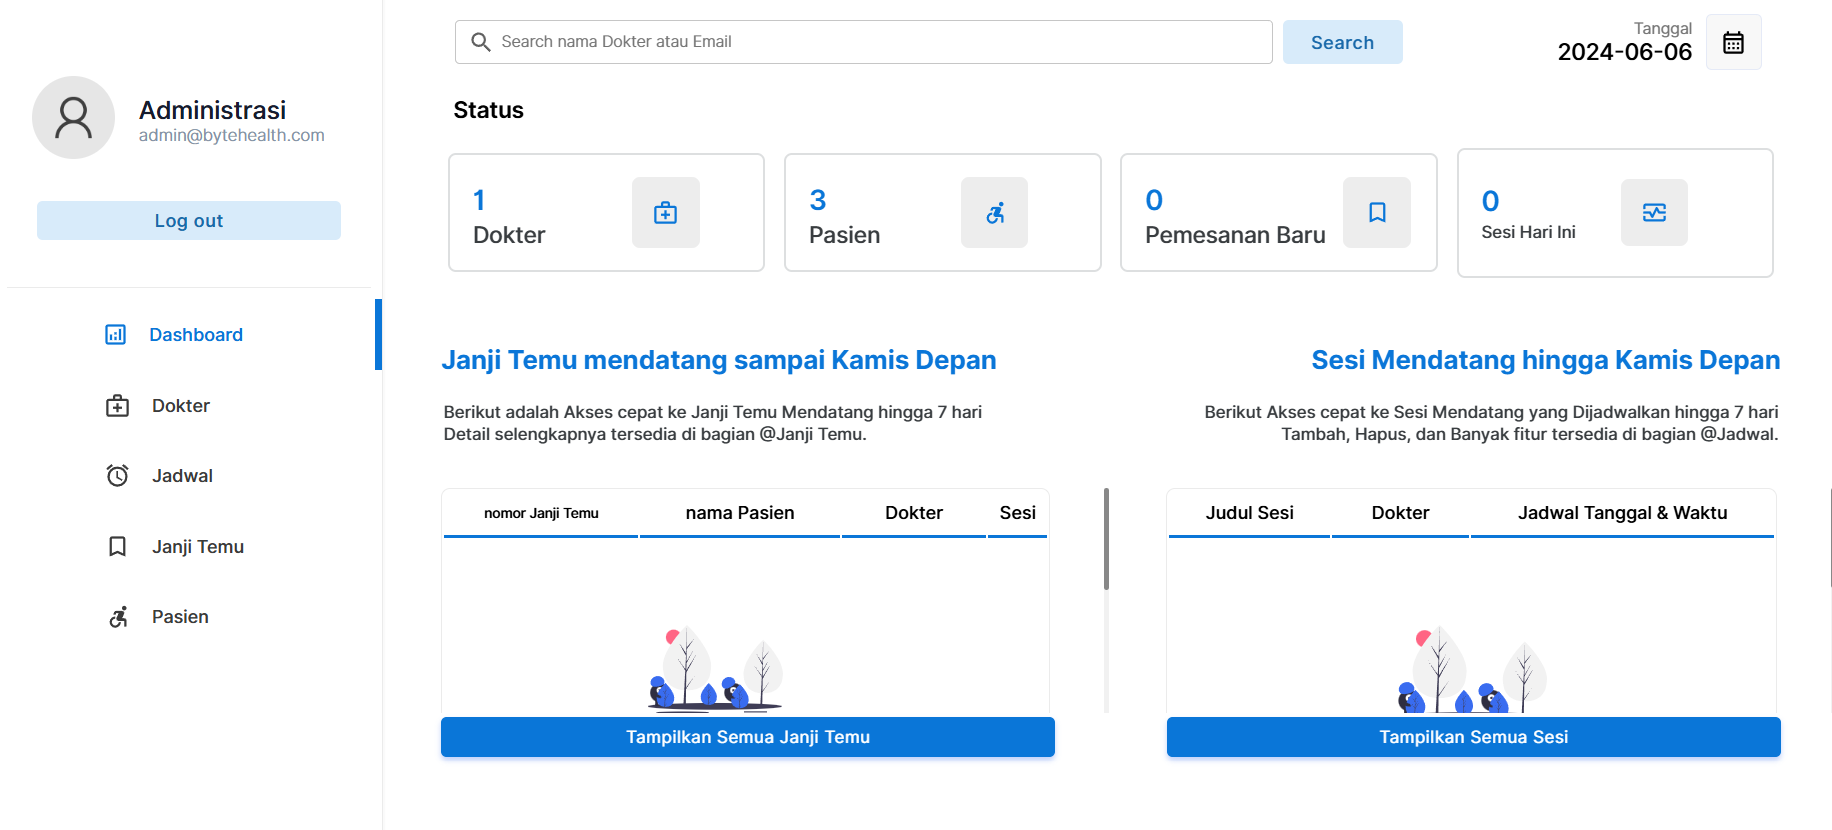 Administrasi
admin@bytehealth.com
Log out
Dashboard
Dokter
Jadwal
Janji Temu
Pasien
Search nama Dokter atau Email
Search
Tanggal
2024-06-06
Status
1
Dokter
3
Pasien
0
Pemesanan Baru
0
Sesi Hari Ini
Janji Temu mendatang sampai Kamis Depan
Berikut adalah Akses cepat ke Janji Temu Mendatang hingga 7 hari
Detail selengkapnya tersedia di bagian @Janji Temu.
nomor Janji Temu nama Pasien Dokter Sesi
Tampilkan Semua Janji Temu
Sesi Mendatang hingga Kamis Depan
Berikut Akses cepat ke Sesi Mendatang yang Dijadwalkan hingga 7 hari
Tambah, Hapus, dan Banyak fitur tersedia di bagian @Jadwal.
Judul Sesi Dokter Jadwal Tanggal & Waktu
Tampilkan Semua Sesi